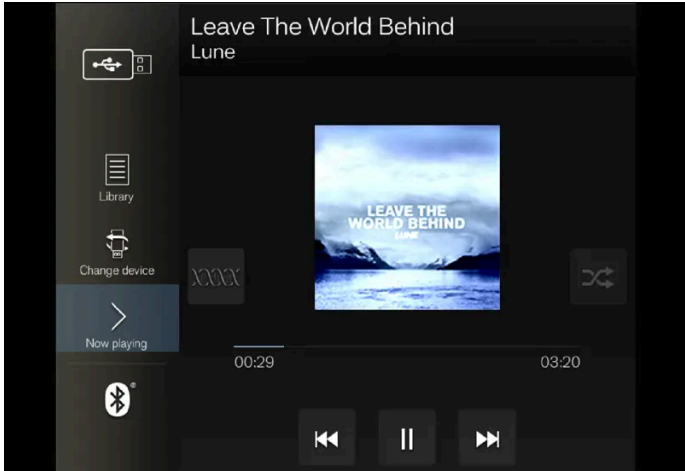 Leave The World Behind
Lune
Library
Change device
Now playing
LEAVE THE
WORLD BEHIND
LUNE
00:29
03:20